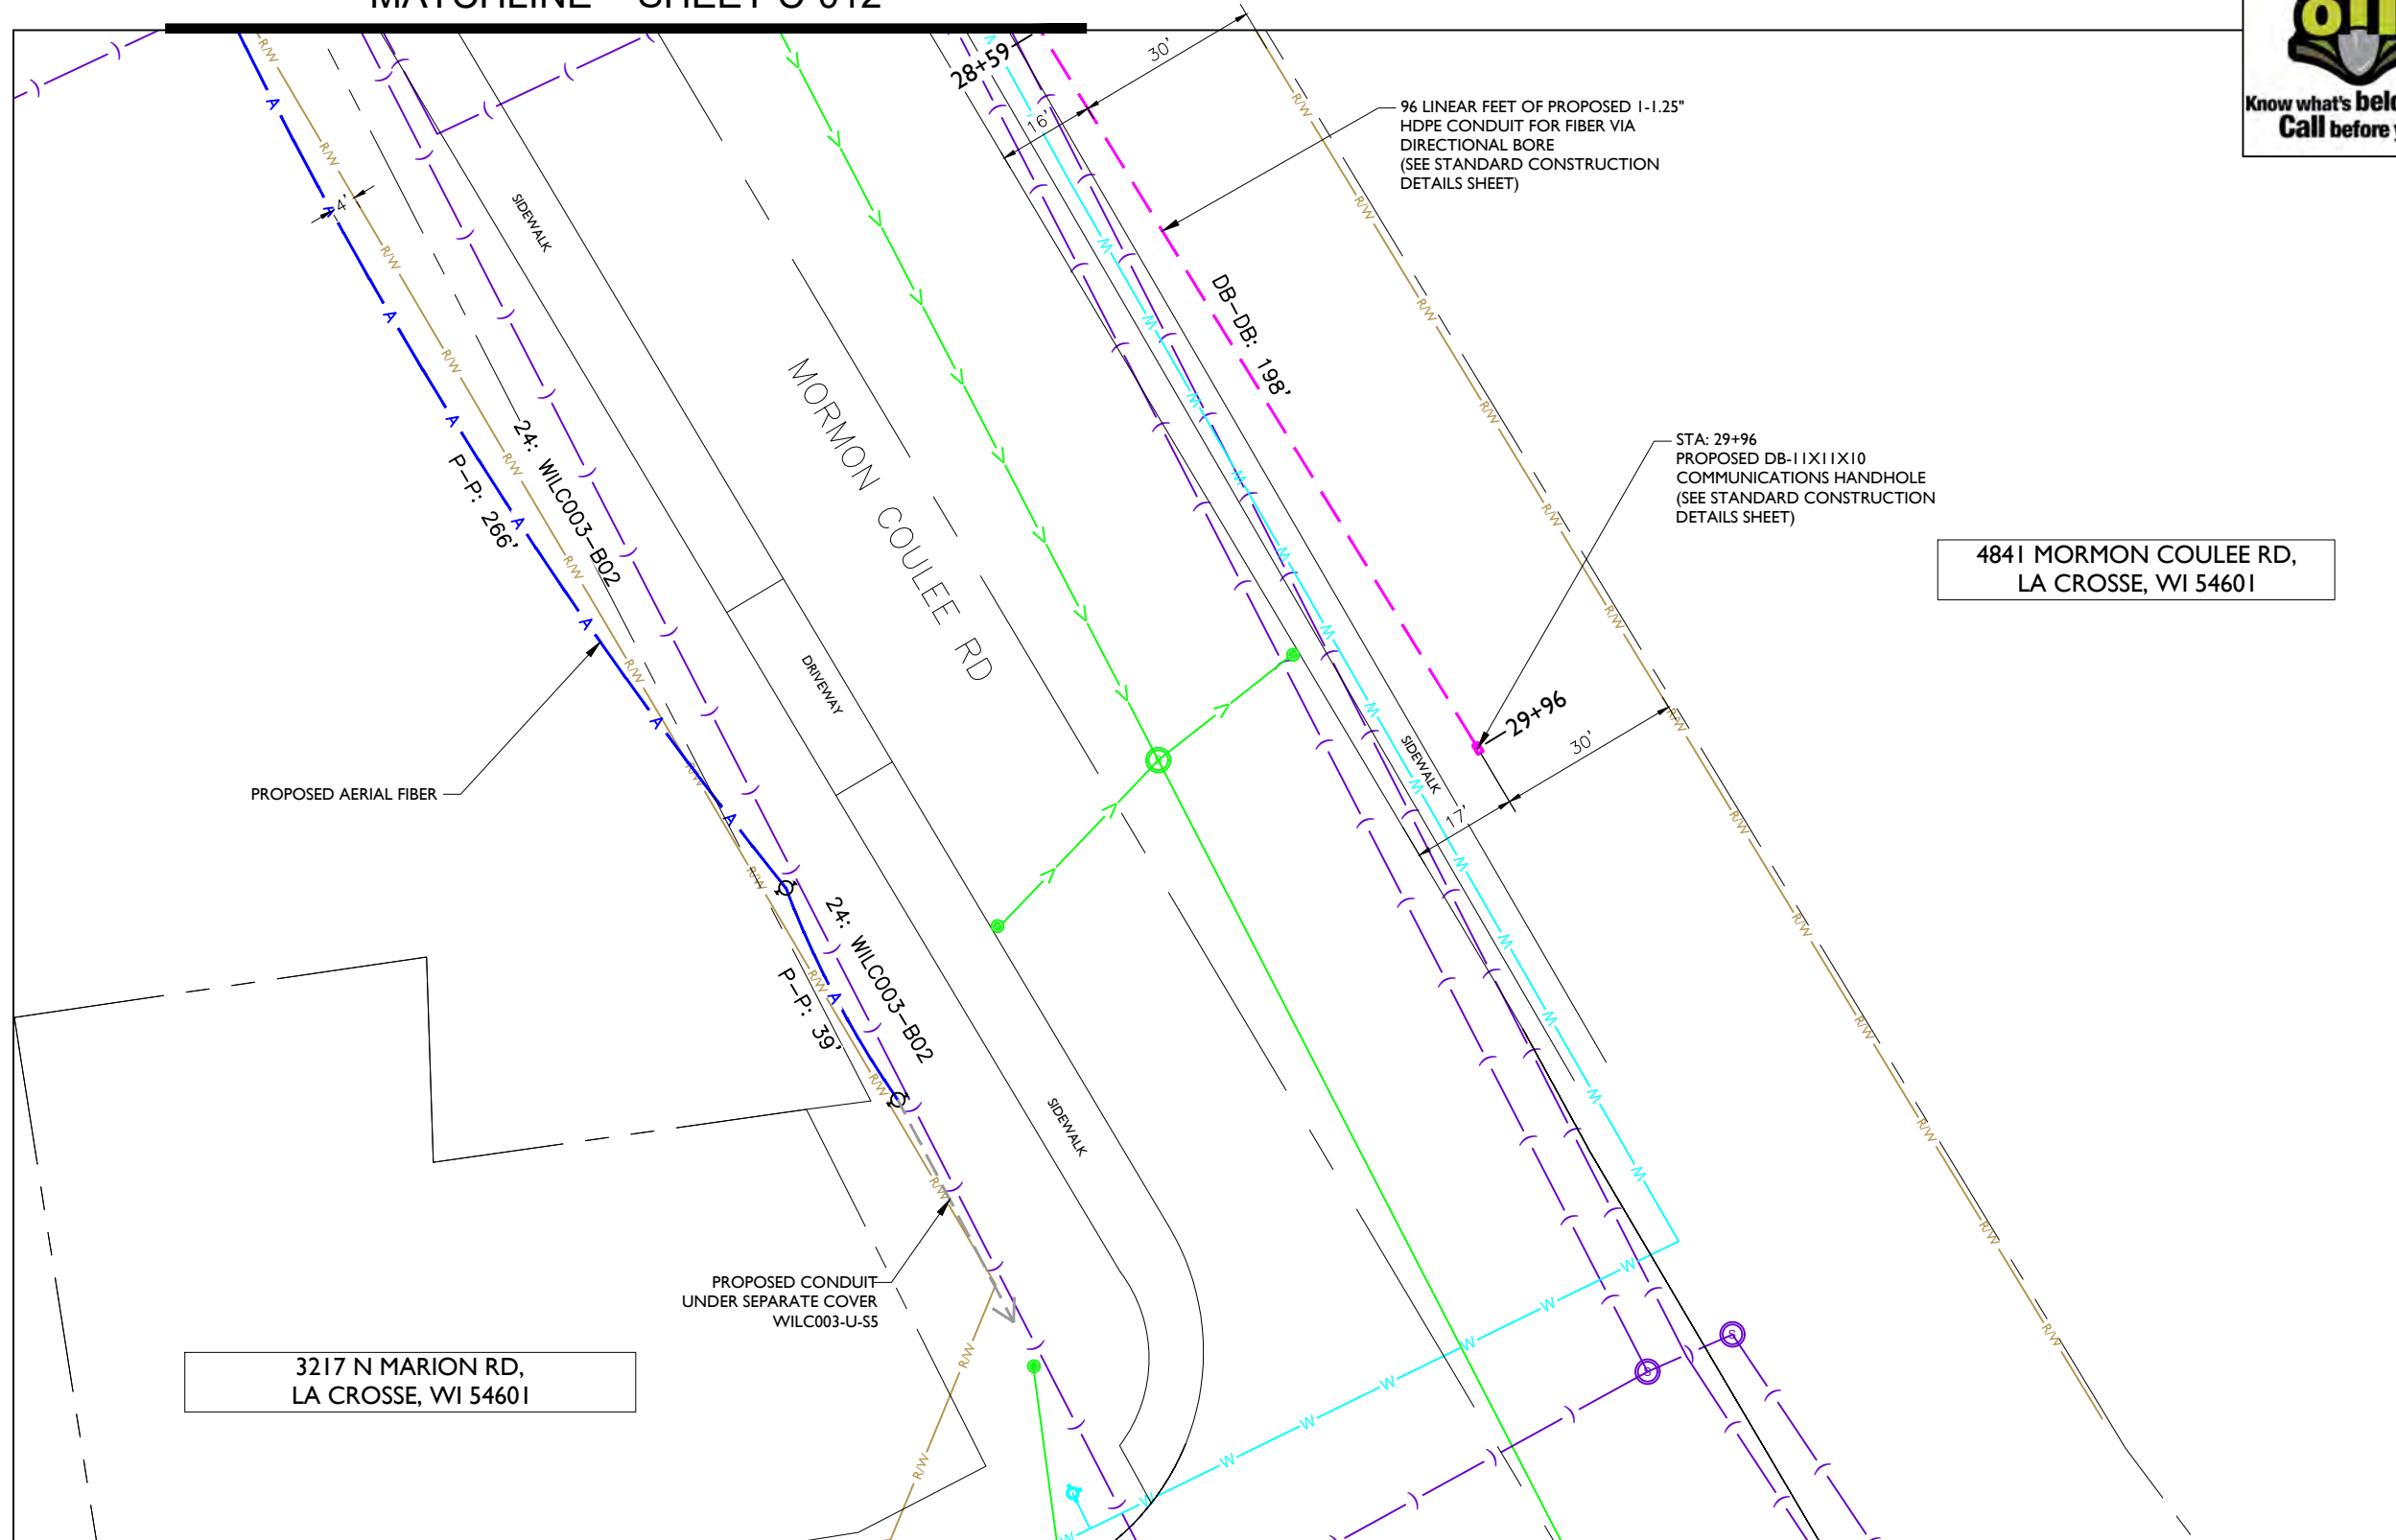 MATCHLINE - SHEET C-012
Know what's
Call before
28+59
30'
16'
96 LINEAR FEET OF PROPOSED 1-1.25"
HDPE CONDUIT FOR FIBER VIA
DIRECTIONAL BORE
(SEE STANDARD CONSTRUCTION
DETAILS SHEET)
4'
SIDEWALK
DB-DB: 198'
MORMON COULEE RD
24: WILC003-B02
P-P: 266'
STA: 29+96
PROPOSED DB-11X11X10
COMMUNICATIONS HANDHOLE
(SEE STANDARD CONSTRUCTION
DETAILS SHEET)
4841 MORMON COULEE RD,
LA CROSSE, WI 54601
DRIVEWAY
29+96
30'
17'
SIDEWALK
PROPOSED AERIAL FIBER
24: WILC003-B02
P-P: 39'
SIDEWALK
PROPOSED CONDUIT
UNDER SEPARATE COVER
WILC003-U-S5
3217 N MARION RD,
LA CROSSE, WI 54601
R/W
A
W
S
S